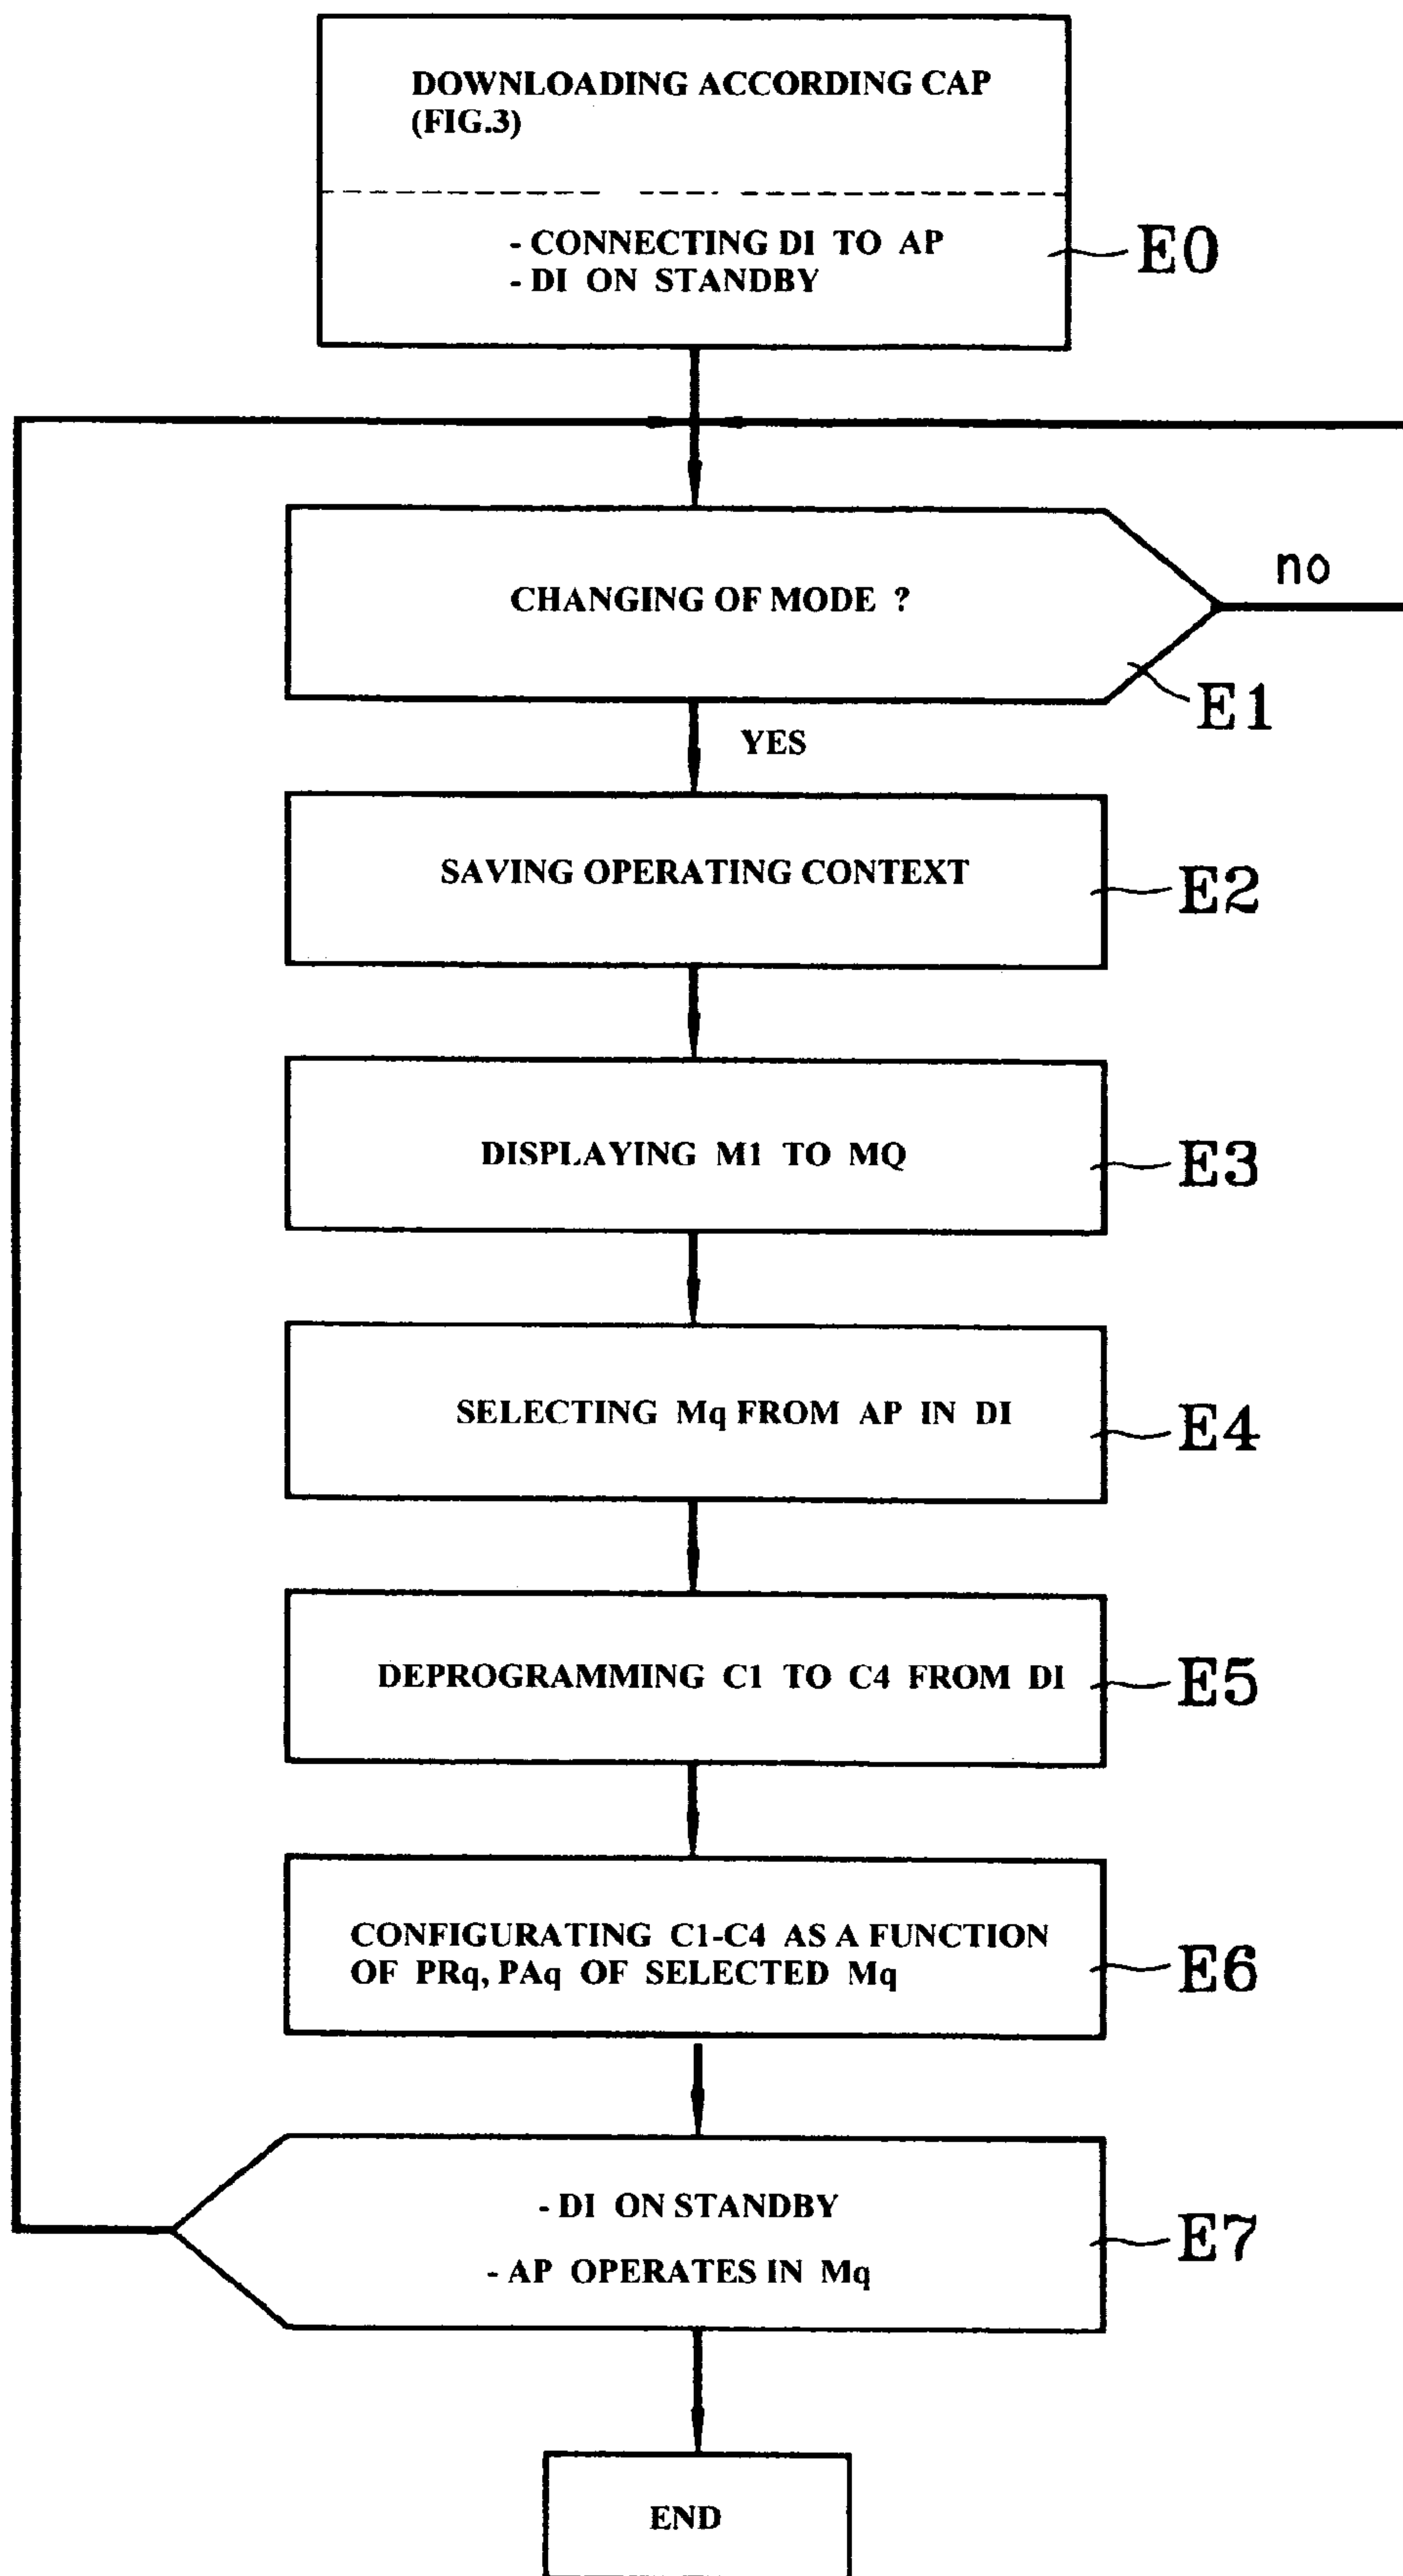 DOWNLOADING ACCORDING CAP
(FIG.3)
- CONNECTING DI TO AP
- DI ON STANDBY
E0
CHANGING OF MODE ?
no
E1
YES
SAVING OPERATING CONTEXT
E2
DISPLAYING M1 TO MQ
E3
SELECTING Mq FROM AP IN DI
E4
DEPROGRAMMING C1 TO C4 FROM DI
E5
CONFIGURATING C1-C4 AS A FUNCTION
OF PRq, PAq OF SELECTED Mq
E6
- DI ON STANDBY
- AP OPERATES IN Mq
E7
END